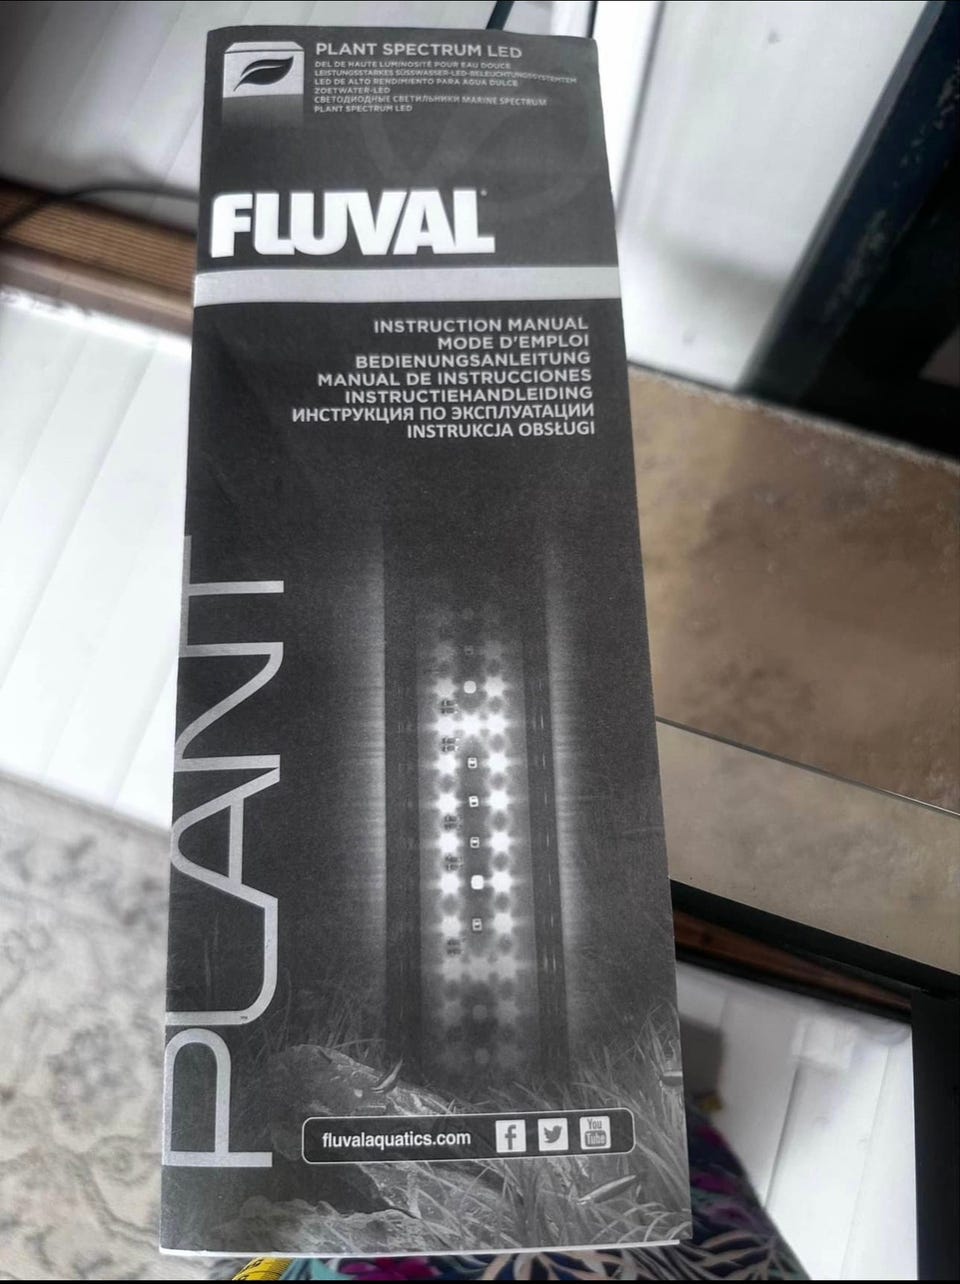 PLANT SPECTRUM LED
DEL DE HAUTE LUMINOSITÉ POUR EAU DOUCE
LEISTUNGSSTARKES SÜSSWASSER-LED-BELEUCHTUNGSSYSTEMTEM
LED DE ALTO RENDIMIENTO PARA AGUA DULCE
ZOETWATER-LED
СВЕТОДИОДНЫЕ СВЕТИЛЬНИКИ MARINE SPECTRUM
PLANT SPECTRUM LED
FLUVAL
INSTRUCTION MANUAL
MODE D'EMPLOI
BEDIENUNGSANLEITUNG
MANUAL DE INSTRUCCIONES
INSTRUCTIEHANDLEIDING
ИНСТРУКЦИЯ ПО ЭКСПЛУАТАЦИИ
INSTRUKCJA OBSŁUGI
PLANT
fluvalaquatics.com
You
Tube